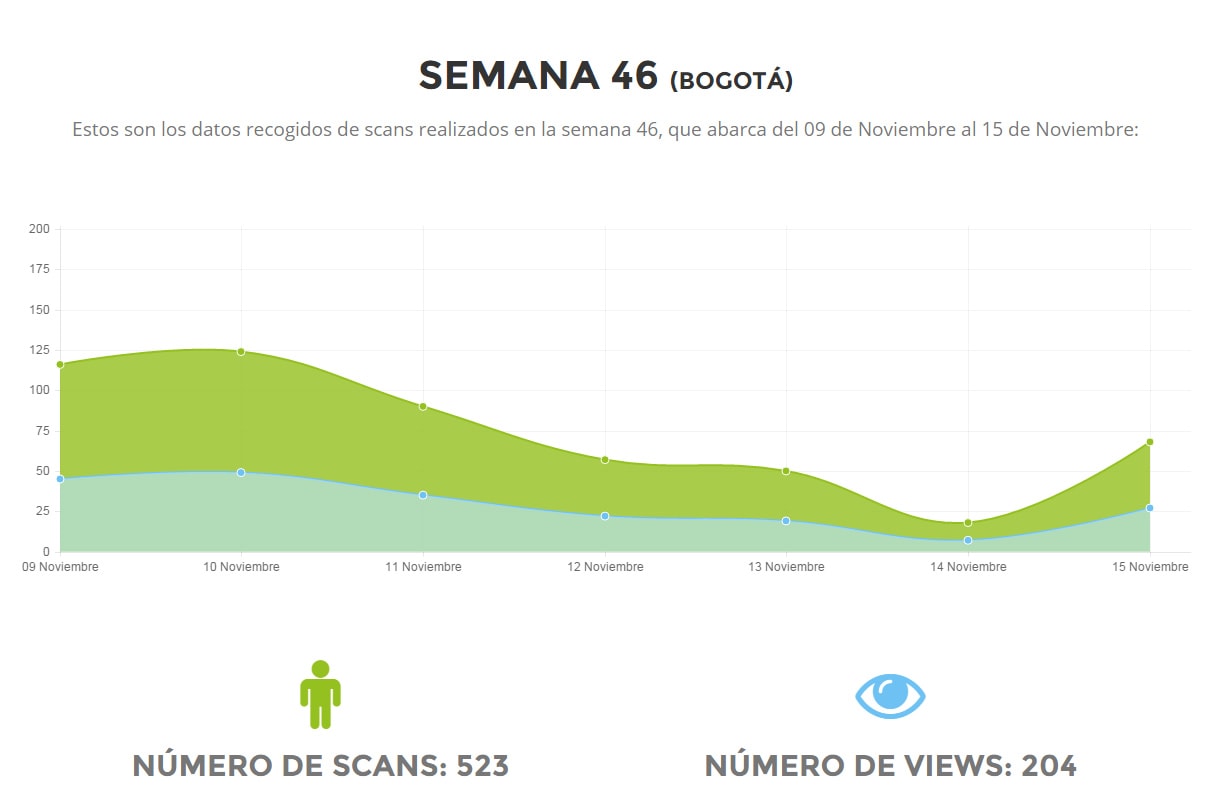 SEMANA 46 (BOGOTÁ)
Estos son los datos recogidos de scans realizados en la semana 46, que abarca del 09 de Noviembre al 15 de Noviembre:
200
175
150
125
100
75
50
25
0
09 Noviembre 10 Noviembre 11 Noviembre 12 Noviembre 13 Noviembre 14 Noviembre 15 Noviembre
NÚMERO DE SCANS: 523 NÚMERO DE VIEWS: 204